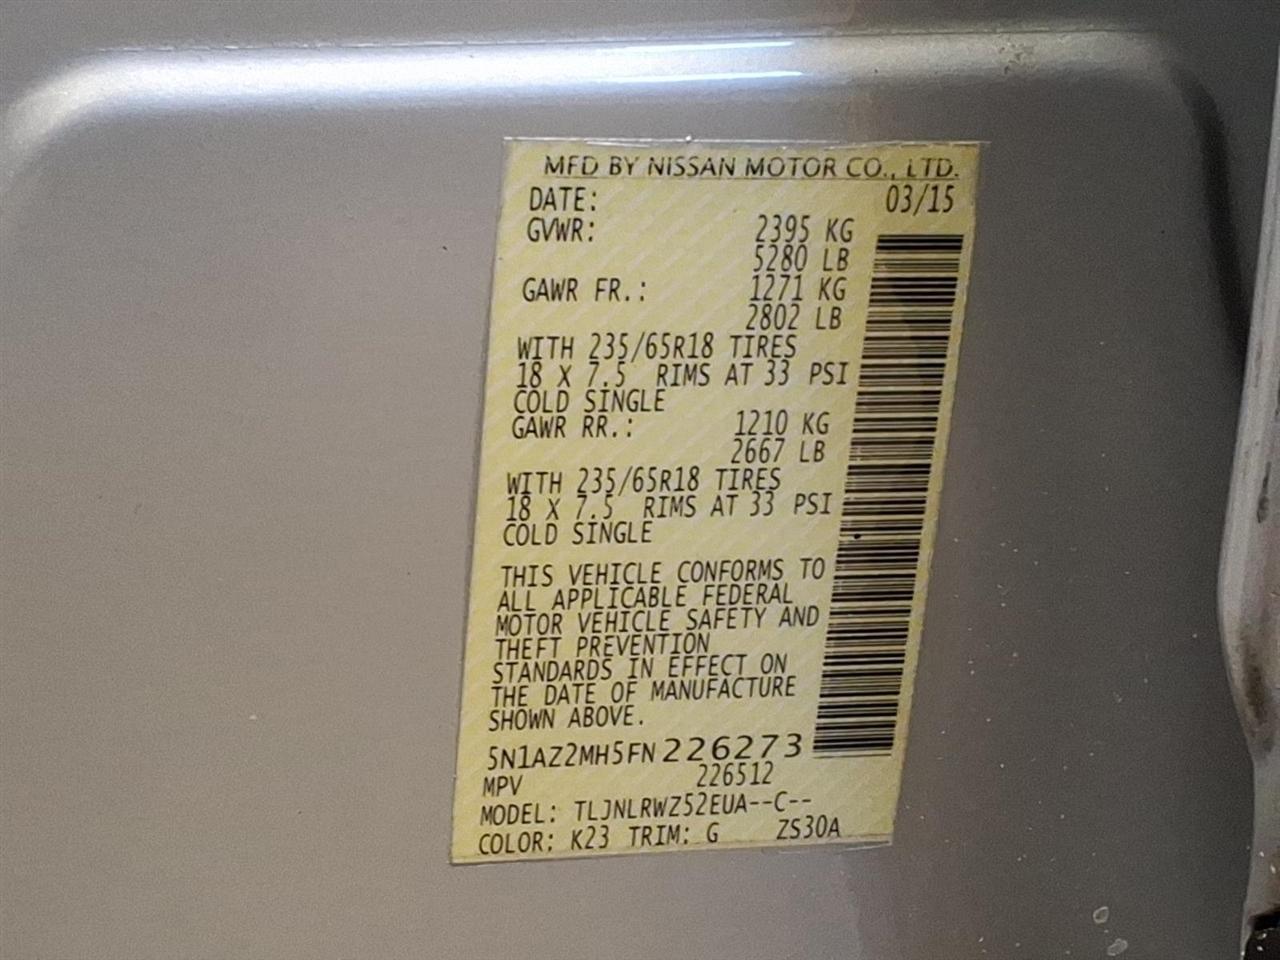 MFD BY NISSAN MOTOR CO., LTD.
DATE: 03/15
GVWR: 2395 KG
5280 LB
GAWR FR.: 1271 KG
2802 LB
WITH 235/65R18 TIRES
18 X 7.5 RIMS AT 33 PSI
COLD SINGLE
GAWR RR.: 1210 KG
2667 LB
WITH 235/65R18 TIRES
18 X 7.5 RIMS AT 33 PSI
COLD SINGLE
THIS VEHICLE CONFORMS TO
ALL APPLICABLE FEDERAL
MOTOR VEHICLE SAFETY AND
THEFT PREVENTION
STANDARDS IN EFFECT ON
THE DATE OF MANUFACTURE
SHOWN ABOVE.
5N1AZ2MH5FN226273
MPV 226512
MODEL: TLJNLRWZ52EUA--C--
COLOR: K23 TRIM: G ZS30A